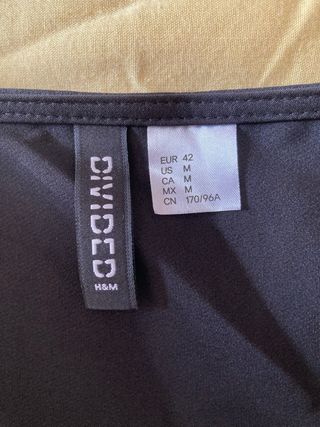 DIVIDED
H&M
EUR 42
US M
CA M
MX M
CN 170/96A